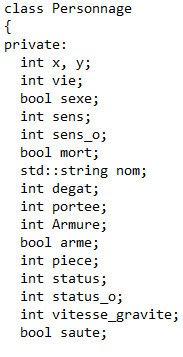 class Personnage
{
private:
int x, y;
int vie;
bool sexe;
int sens;
int sens_o;
bool mort;
std::string nom;
int degat;
int portee;
int Armure;
bool arme;
int piece;
int status;
int status_o;
int vitesse_gravite;
bool saute;